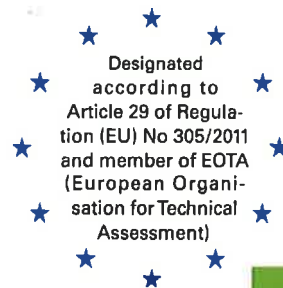 Designated
according to
Article 29 of Regula-
tion (EU) No 305/2011
and member of EOTA
(European Organi-
sation for Technical
Assessment)